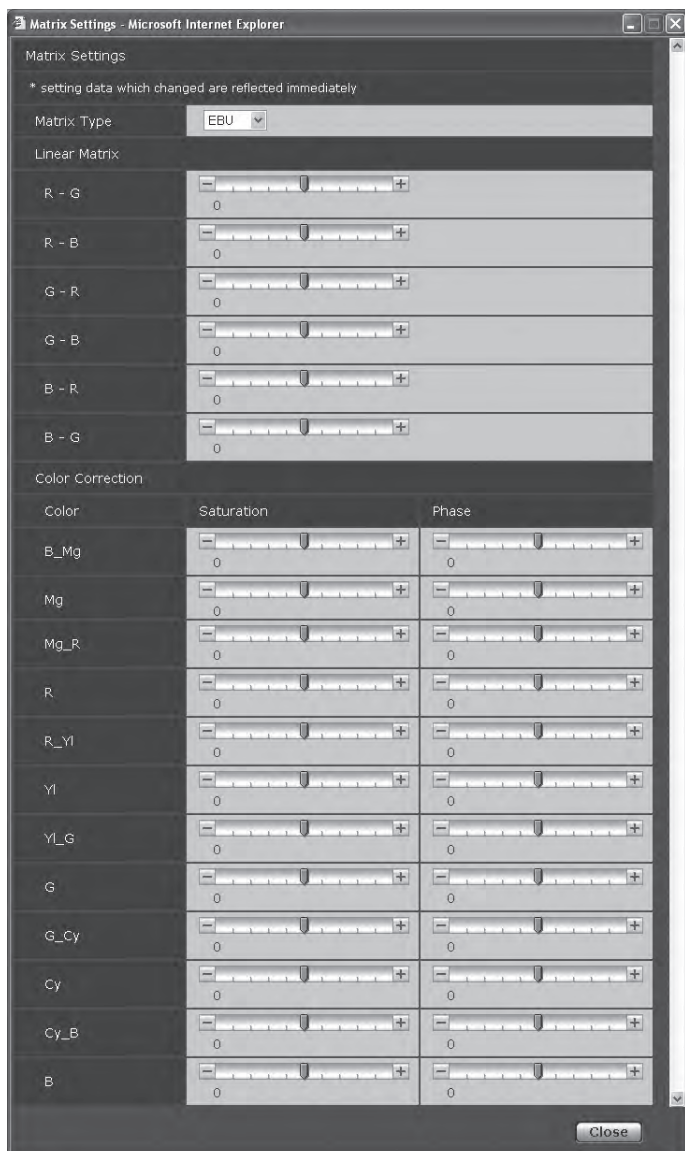 Matrix Settings - Microsoft Internet Explorer
Matrix Settings
* setting data which changed are reflected immediately
Matrix Type EBU
Linear Matrix
R - G
0
R - B
0
G - R
0
G - B
0
B - R
0
B - G
0
Color Correction
Color Saturation Phase
B_Mg
0 0
Mg
0 0
Mg_R
0 0
R
0 0
R_Yl
0 0
Yl
0 0
Yl_G
0 0
G
0 0
G_Cy
0 0
Cy
0 0
Cy_B
0 0
B
0 0
Close